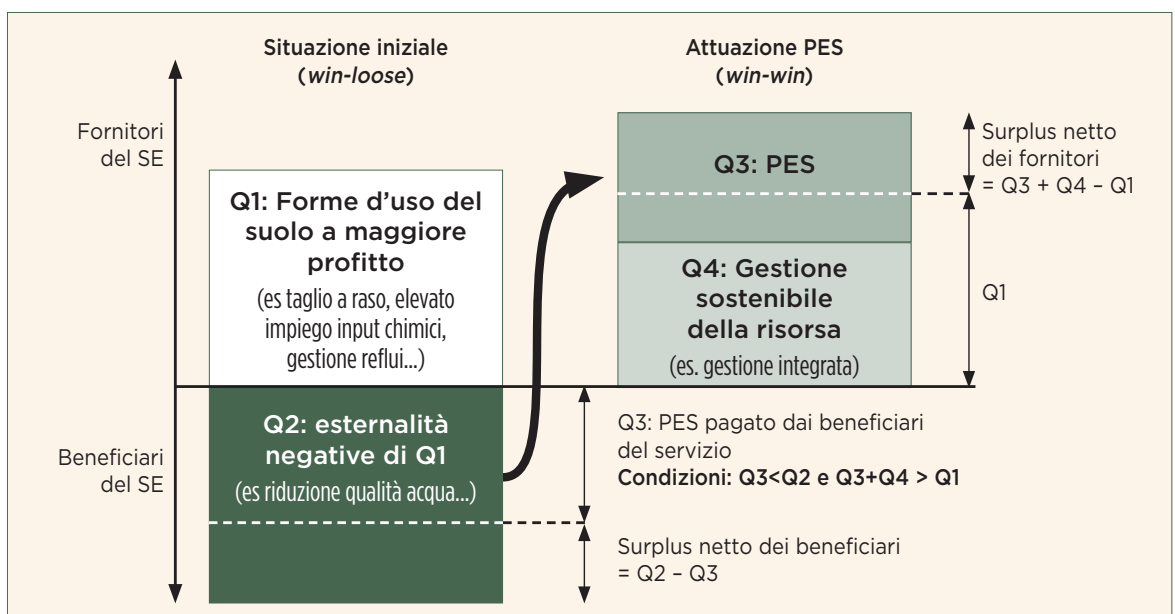 Situazione iniziale
(win-loose)
Attuazione PES
(win-win)
Fornitori
del SE
Q1: Forme d'uso del
suolo a maggiore
profitto
(es taglio a raso, elevato
impiego input chimici,
gestione reflui...)
Q3: PES
Surplus netto
dei fornitori
= Q3 + Q4 – Q1
Q4: Gestione
sostenibile
della risorsa
(es. gestione integrata)
Q1
Beneficiari
del SE
Q2: esternalità
negative di Q1
(es riduzione qualità acqua...)
Q3: PES pagato dai beneficiari
del servizio
Condizioni: Q3<Q2 e Q3+Q4 > Q1
Surplus netto dei beneficiari
= Q2 – Q3